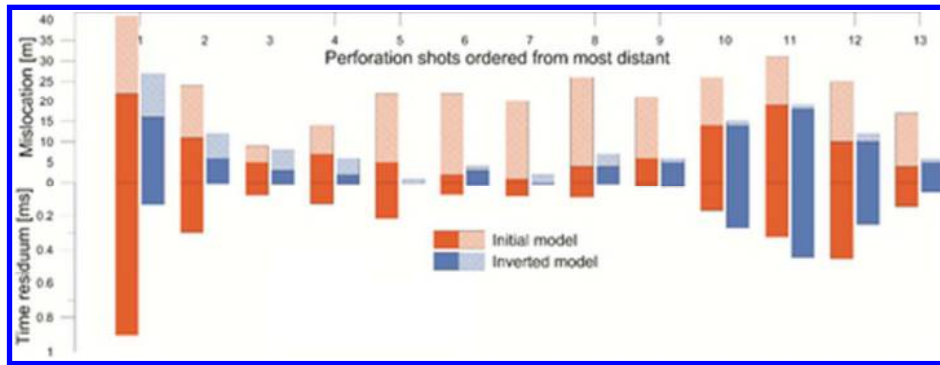 Mislocation [m]
40
35
30
25
20
15
10
5
0
1 2 3 4 5 6 7 8 9 10 11 12 13
Perforation shots ordered from most distant
Time residuum [ms]
0.2
0.4
0.6
0.8
1
Initial model
Inverted model